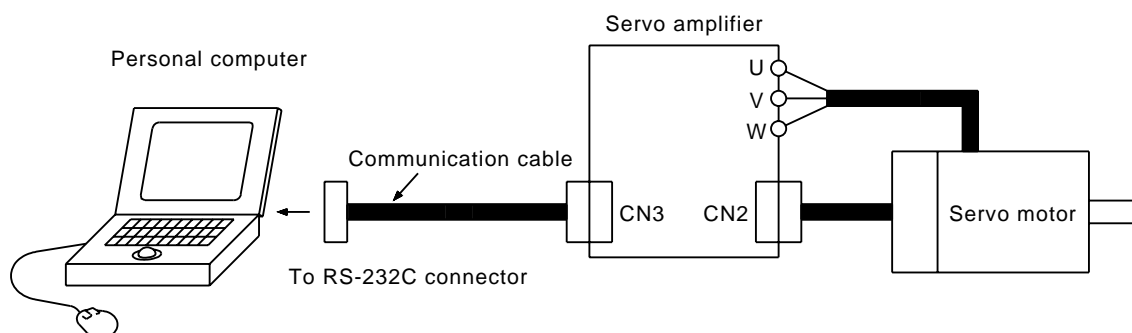 Servo amplifier
Personal computer
U
V
W
Communication cable
CN3
CN2
Servo motor
To RS-232C connector